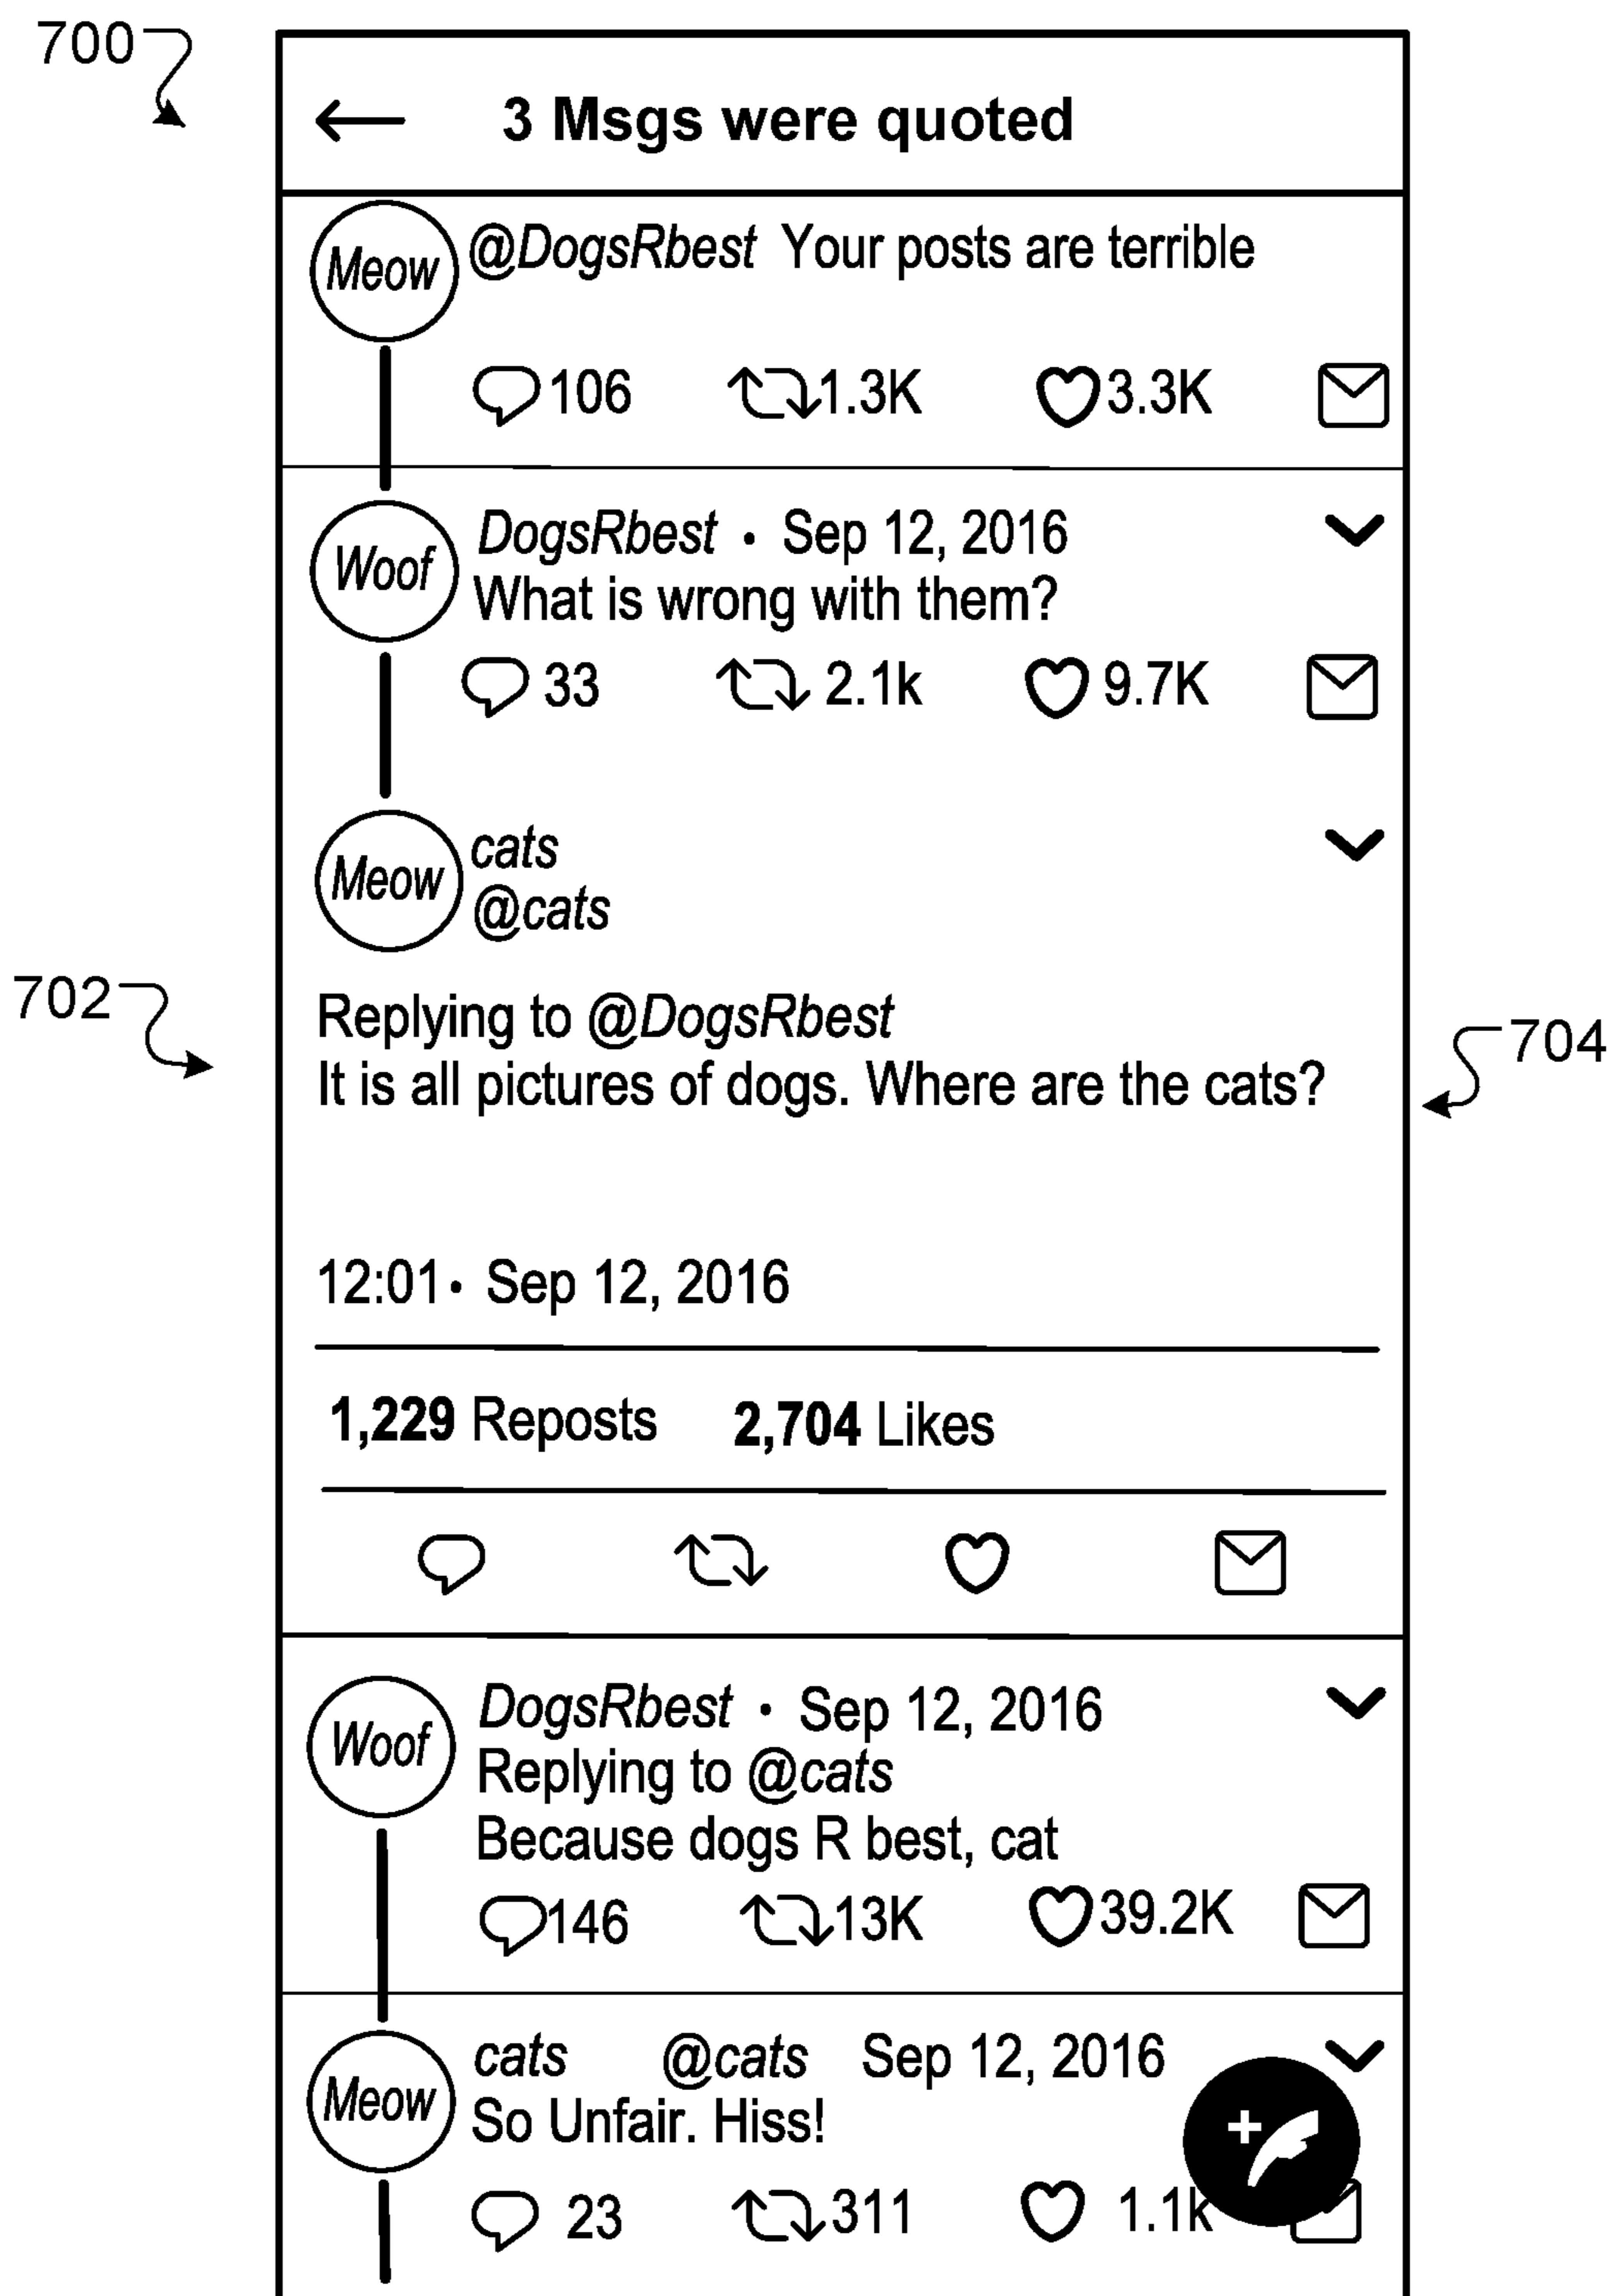 700
3 Msgs were quoted
Meow
@DogsRbest Your posts are terrible
106 1.3K 3.3K
Woof
DogsRbest · Sep 12, 2016
What is wrong with them?
33 2.1k 9.7K
Meow
cats
@cats
702
Replying to @DogsRbest
704
It is all pictures of dogs. Where are the cats?
12:01· Sep 12, 2016
1,229 Reposts 2,704 Likes
Woof
DogsRbest · Sep 12, 2016
Replying to @cats
Because dogs R best, cat
146 13K 39.2K
Meow
cats @cats Sep 12, 2016
So Unfair. Hiss!
23 311 1.1k